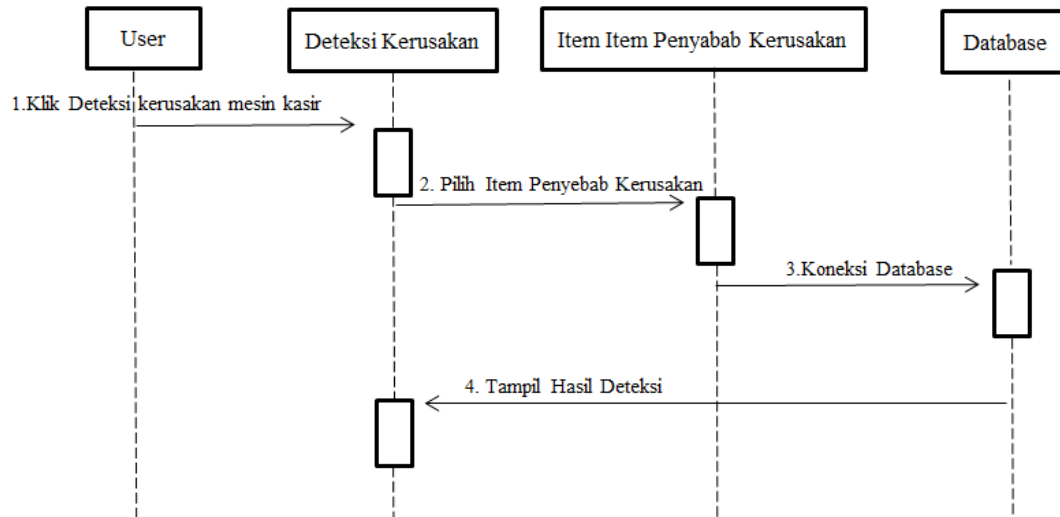 User
Deteksi Kerusakan
Item Item Penyabab Kerusakan
Database
1.Klik Deteksi kerusakan mesin kasir
2. Pilih Item Penyebab Kerusakan
3.Koneksi Database
4. Tampil Hasil Deteksi